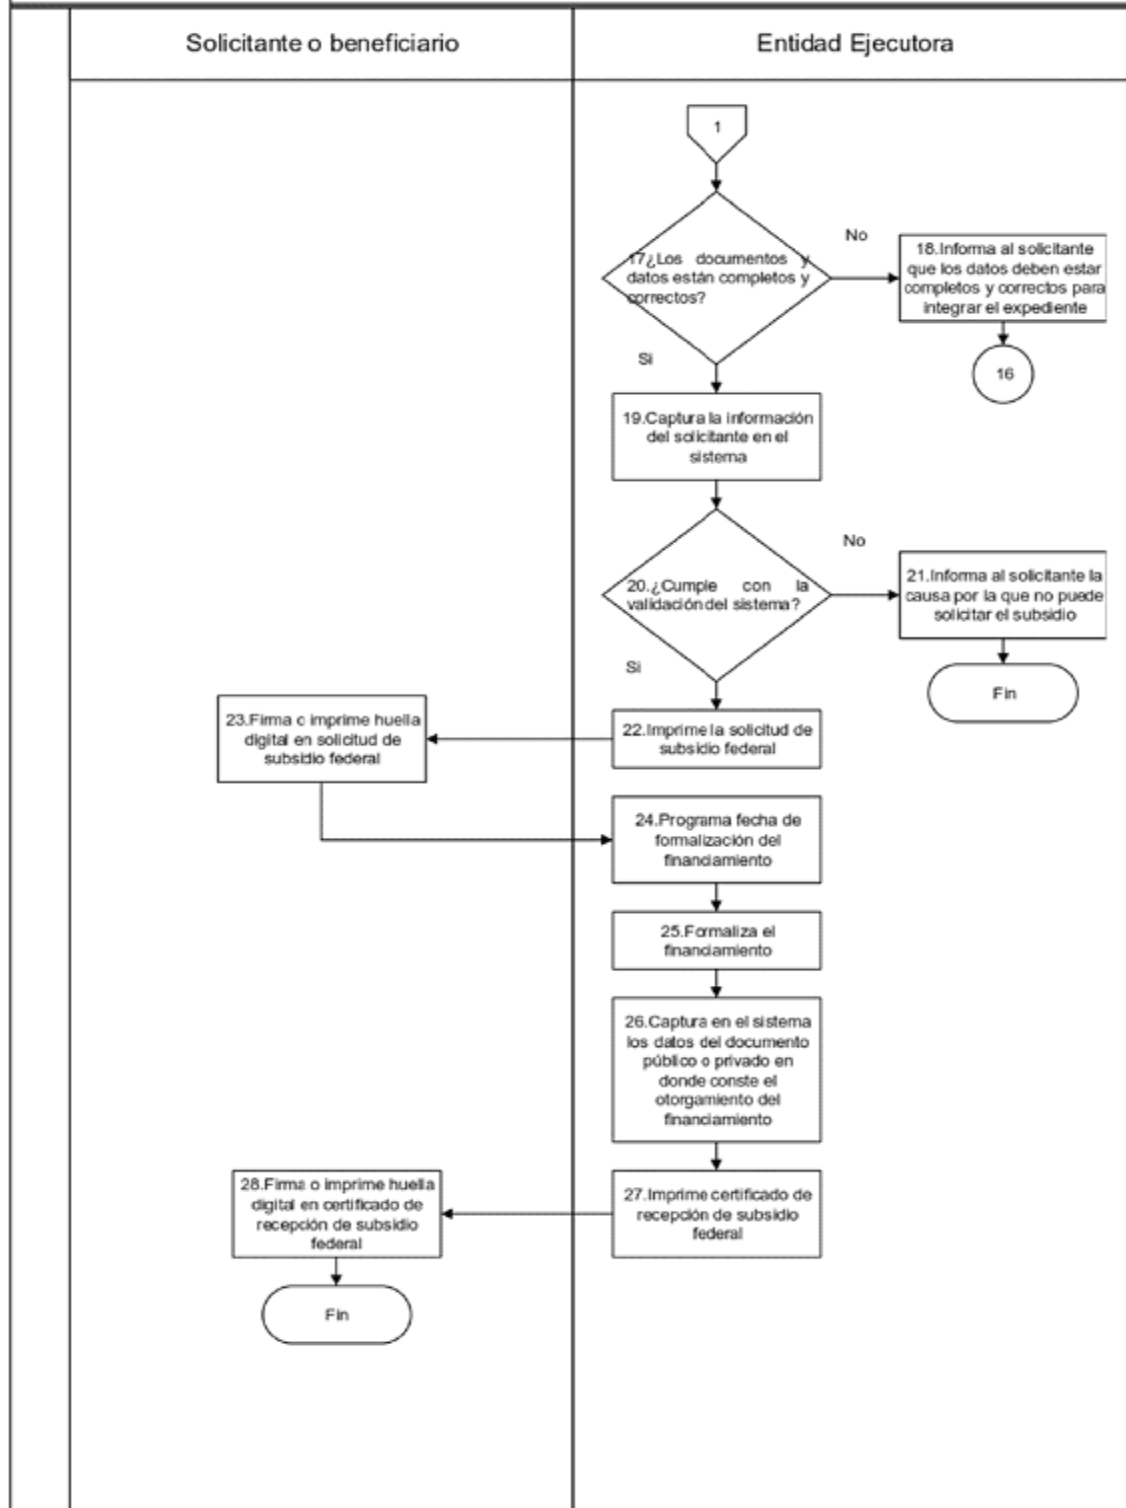 Solicitante o beneficiario
Entidad Ejecutora
1
17¿Los documentos y
datos están completos y
correctos?
No
18.Informa al solicitante
que los datos deben estar
completos y correctos para
integrar el expediente
16
Si
19.Captura la información
del solicitante en el
sistema
20.¿Cumple con la
validación del sistema?
No
21.Informa al solicitante la
causa por la que no puede
solicitar el subsidio
Fin
Si
22.Imprime la solicitud de
subsidio federal
23.Firma o imprime huella
digital en solicitud de
subsidio federal
24.Programa fecha de
formalización del
financiamiento
25.Formaliza el
financiamiento
26.Captura en el sistema
los datos del documento
público o privado en
donde conste el
otorgamiento del
financiamiento
27.Imprime certificado de
recepción de subsidio
federal
28.Firma o imprime huella
digital en certificado de
recepción de subsidio
federal
Fin